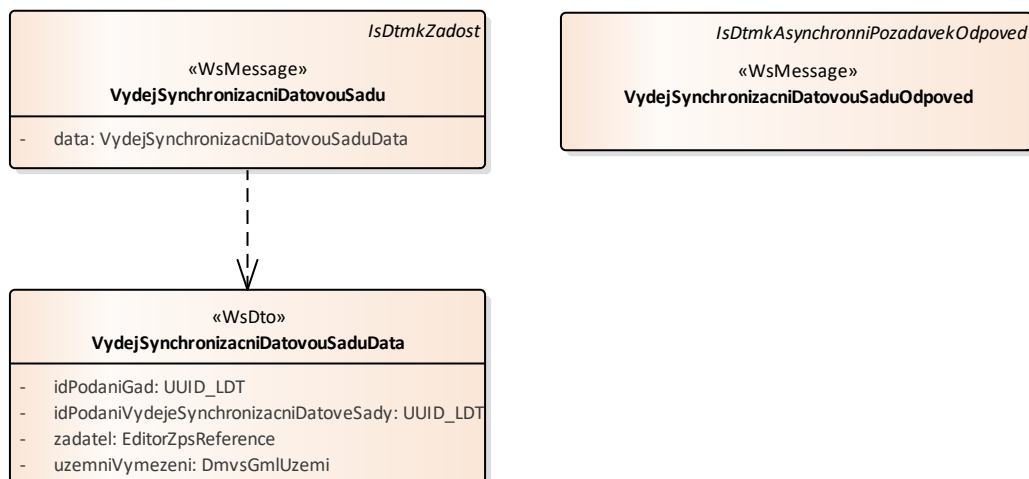 IsDtmkZadost
«WsMessage»
VydejSynchronizacniDatovouSadu
- data: VydejSynchronizacniDatovouSaduData
IsDtmkAsynchronniPozadavekOdpoved
«WsMessage»
VydejSynchronizacniDatovouSaduOdpoved
«WsDto»
VydejSynchronizacniDatovouSaduData
- idPodaniGad: UUID_LDT
- idPodaniVydejeSynchronizacniDatoveSady: UUID_LDT
- zadatel: EditorZpsReference
- uzemniVymezeni: DmvsGmlUzemi